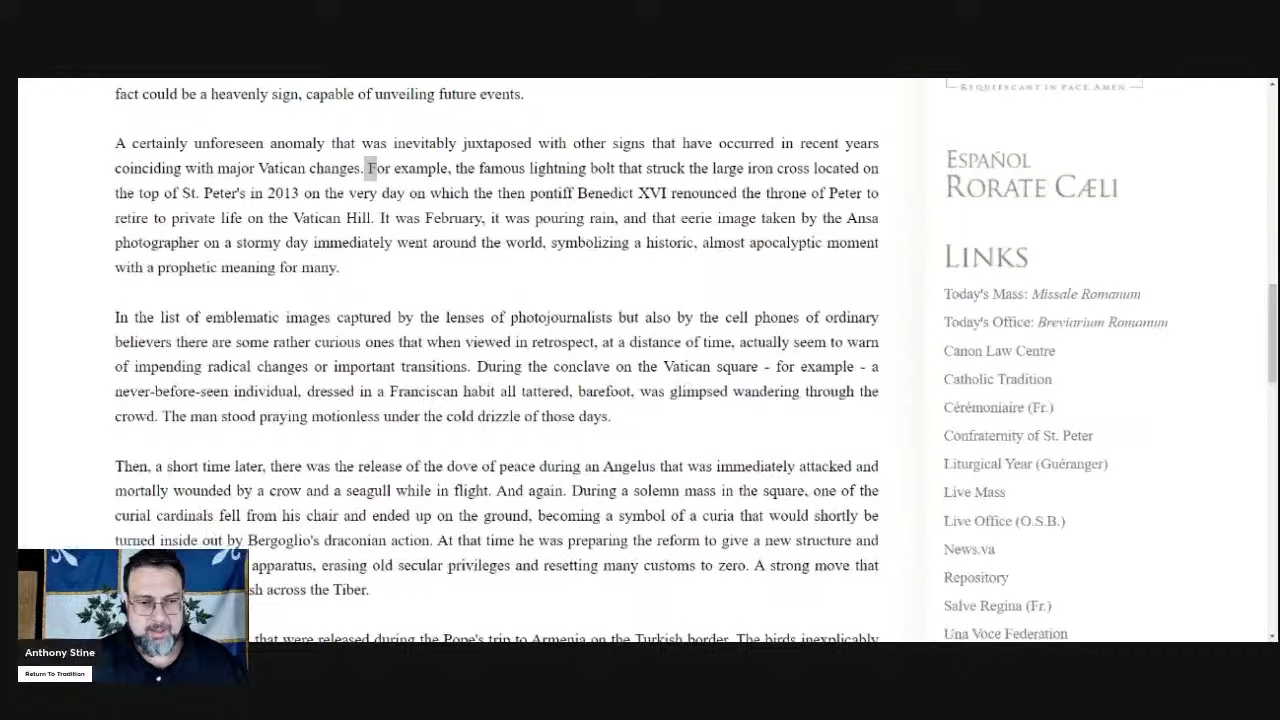 fact could be a heavenly sign, capable of unveiling future events.
A certainly unforeseen anomaly that was inevitably juxtaposed with other signs that have occurred in recent years
coinciding with major Vatican changes. For example, the famous lightning bolt that struck the large iron cross located on
the top of St. Peter's in 2013 on the very day on which the then pontiff Benedict XVI renounced the throne of Peter to
retire to private life on the Vatican Hill. It was February, it was pouring rain, and that eerie image taken by the Ansa
photographer on a stormy day immediately went around the world, symbolizing a historic, almost apocalyptic moment
with a prophetic meaning for many.
In the list of emblematic images captured by the lenses of photojournalists but also by the cell phones of ordinary
believers there are some rather curious ones that when viewed in retrospect, at a distance of time, actually seem to warn
of impending radical changes or important transitions. During the conclave on the Vatican square - for example - a
never-before-seen individual, dressed in a Franciscan habit all tattered, barefoot, was glimpsed wandering through the
crowd. The man stood praying motionless under the cold drizzle of those days.
Then, a short time later, there was the release of the dove of peace during an Angelus that was immediately attacked and
mortally wounded by a crow and a seagull while in flight. And again. During a solemn mass in the square, one of the
curial cardinals fell from his chair and ended up on the ground, becoming a symbol of a curia that would shortly be
turned inside out by Bergoglio's draconian action. At that time he was preparing the reform to give a new structure and
apparatus, erasing old secular privileges and resetting many customs to zero. A strong move that
across the Tiber.
that were released during the Pope's trip to Armenia on the Turkish border. The birds inexplicably
REQUIESCANT IN PACE AMEN.
ESPAÑOL
RORATE CÆLI
LINKS
Today's Mass: Missale Romanum
Today's Office: Breviarium Romanum
Canon Law Centre
Catholic Tradition
Cérémoniaire (Fr.)
Confraternity of St. Peter
Liturgical Year (Guéranger)
Live Mass
Live Office (O.S.B.)
News.va
Repository
Salve Regina (Fr.)
Una Voce Federation
Anthony Stine
Return To Tradition